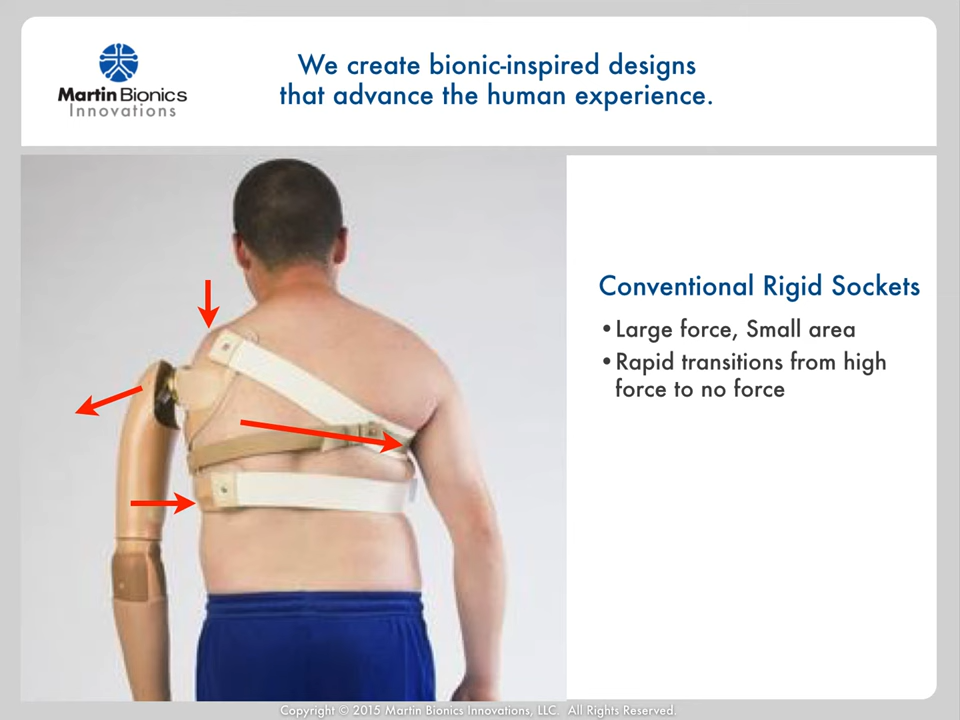 Martin Bionics
Innovations
We create bionic-inspired designs
that advance the human experience.
Conventional Rigid Sockets
• Large force, Small area
• Rapid transitions from high
force to no force
Copyright © 2015 Martin Bionics Innovations, LLC. All Rights Reserved.